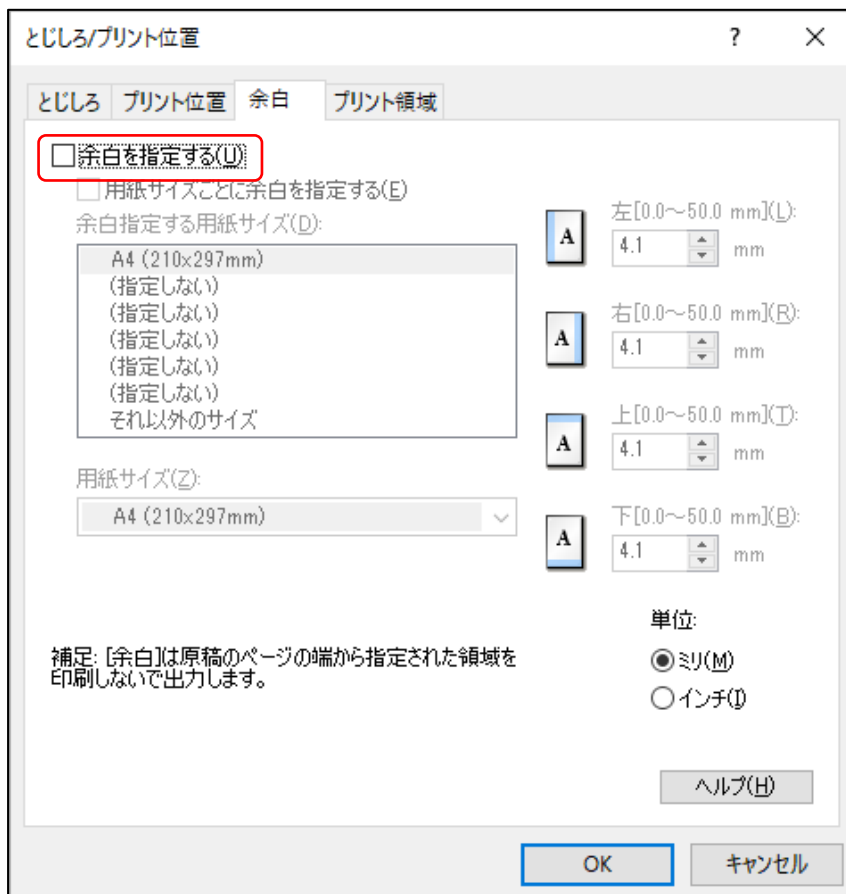 とじしろ/プリント位置
?
とじしろ プリント位置 余白 プリント領域
余白を指定する(U)
用紙サイズごとに余白を指定する(E)
余白指定する用紙サイズ(D):
A4 (210x297mm)
(指定しない)
(指定しない)
(指定しない)
(指定しない)
(指定しない)
それ以外のサイズ
用紙サイズ(Z):
A4 (210x297mm)
A
左[0.0～50.0 mm](L):
4.1 mm
A
右[0.0～50.0 mm](R):
4.1 mm
A
上[0.0～50.0 mm](T):
4.1 mm
A
下[0.0～50.0 mm](B):
4.1 mm
補足: [余白]は原稿のページの端から指定された領域を
印刷しないで出力します。
単位:
ミリ(M)
インチ(I)
ヘルプ(H)
OK キャンセル